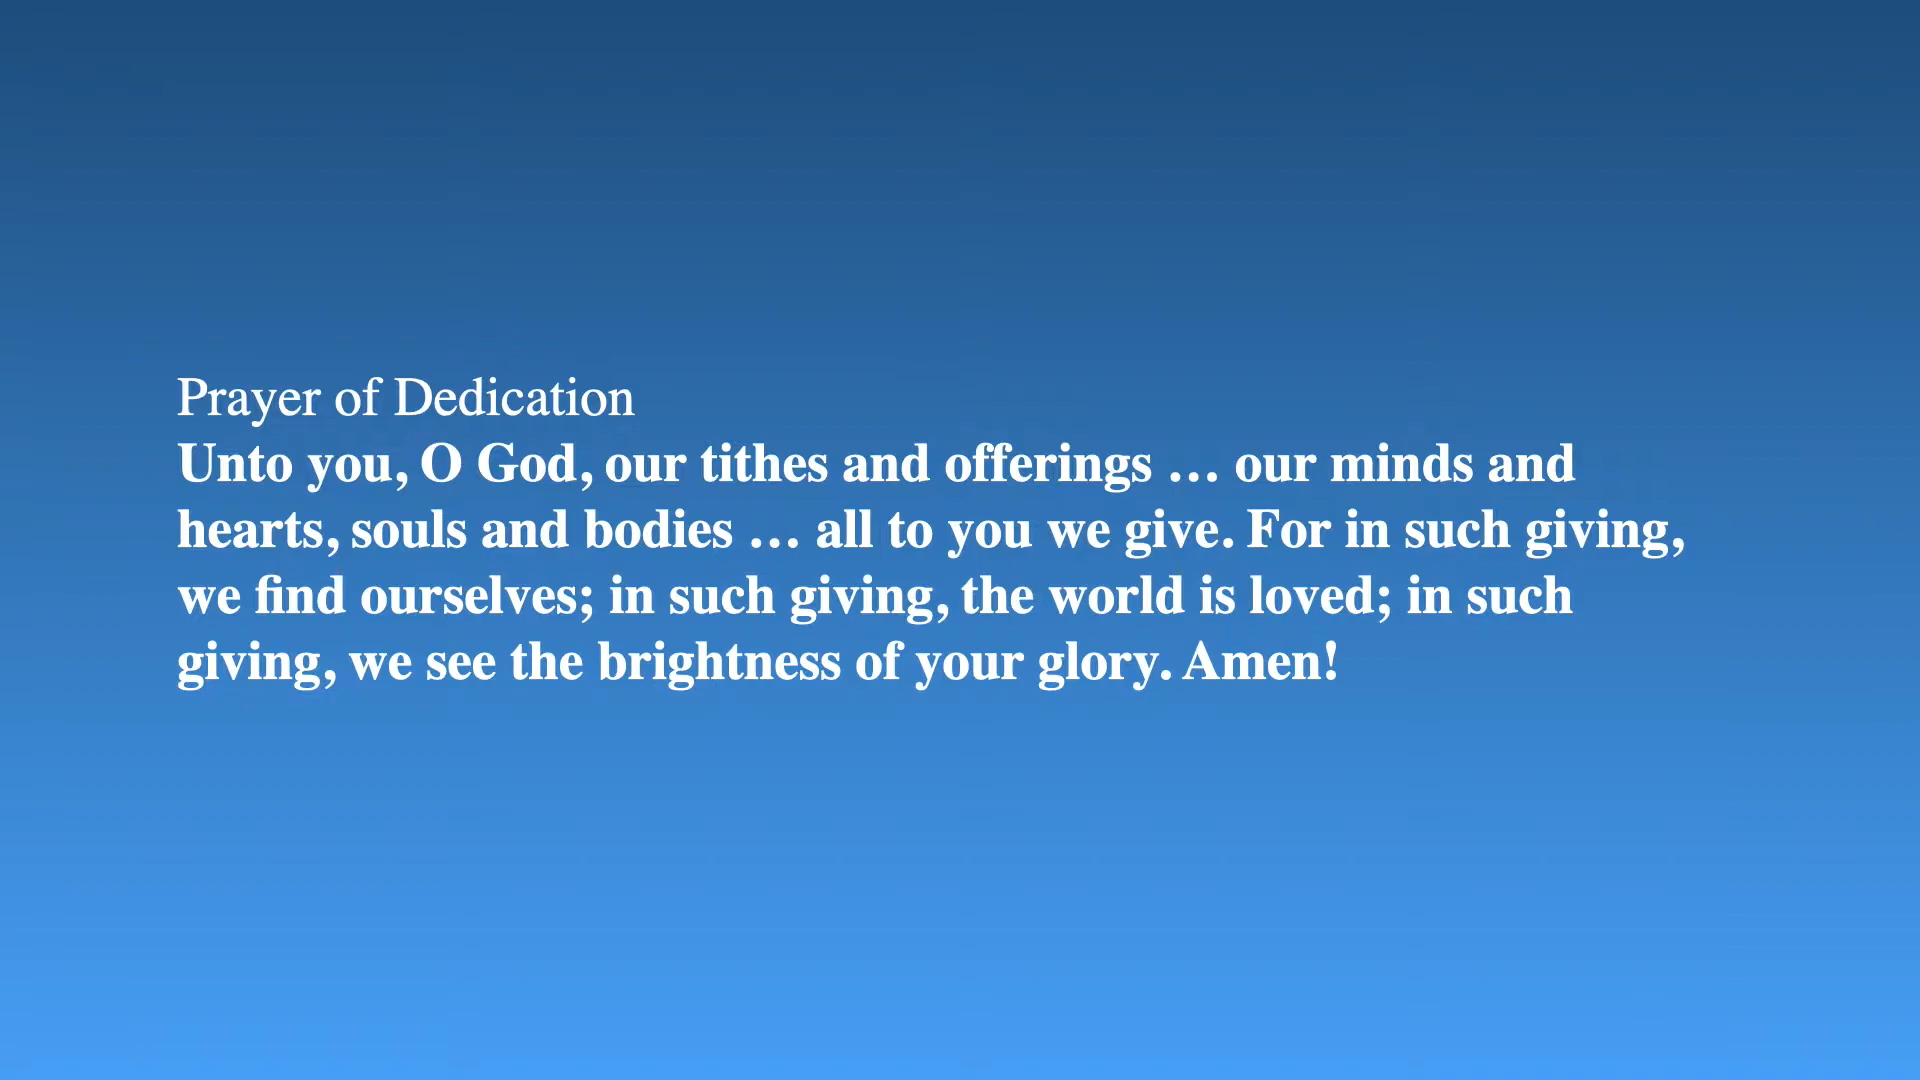 Prayer of Dedication
Unto you, O God, our tithes and offerings … our minds and
hearts, souls and bodies … all to you we give. For in such giving,
we find ourselves; in such giving, the world is loved; in such
giving, we see the brightness of your glory. Amen!